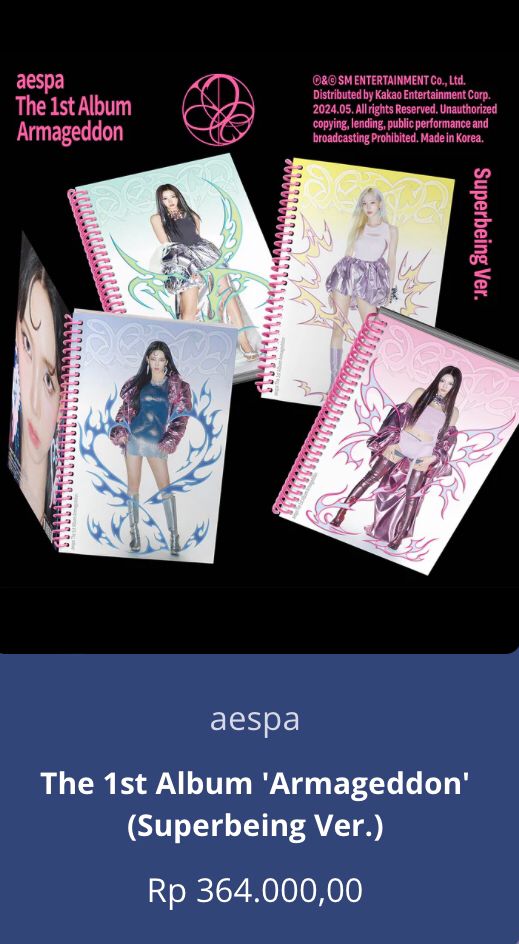 aespa
The 1st Album
Armageddon
℗&© SM ENTERTAINMENT Co., Ltd.
Distributed by Kakao Entertainment Corp.
2024.05. All rights Reserved. Unauthorized
copying, lending, public performance and
broadcasting Prohibited. Made in Korea.
Superbeing Ver.
aespa
The 1st Album 'Armageddon'
(Superbeing Ver.)
Rp 364.000,00